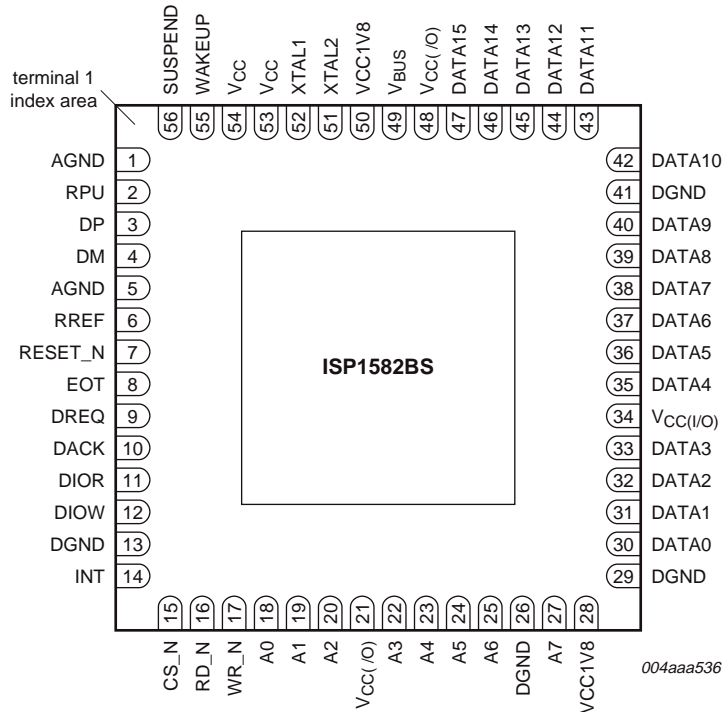 SUSPEND
WAKEUP
VCC
VCC
XTAL1
XTAL2
VCC1V8
VBUS
VCC( /O)
DATA15
DATA14
DATA13
DATA12
DATA11
terminal 1
index area
56
55
54
53
52
51
50
49
48
47
46
45
44
43
AGND 1
RPU 2
DP 3
DM 4
AGND 5
RREF 6
RESET_N 7
EOT 8
DREQ 9
DACK 10
DIOR 11
DIOW 12
DGND 13
INT 14
ISP1582BS
42 DATA10
41 DGND
40 DATA9
39 DATA8
38 DATA7
37 DATA6
36 DATA5
35 DATA4
34 VCC(I/O)
33 DATA3
32 DATA2
31 DATA1
30 DATA0
29 DGND
15
16
17
18
19
20
21
22
23
24
25
26
27
28
CS_N
RD_N
WR_N
A0
A1
A2
VCC( /O)
A3
A4
A5
A6
DGND
A7
VCC1V8
004aaa536